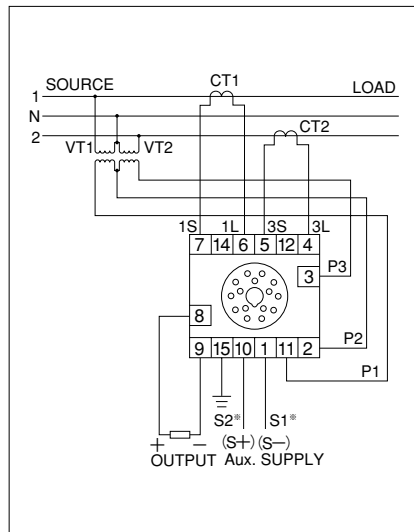 CT1
SOURCE LOAD
1
N
CT2
2
VT1 VT2
1S 1L 3S 3L
7 14 6 5 12 4
3 P3
8
9 15 10 1 11 2 P2
P1
S2※ S1※
+ − (S+) (S−)
OUTPUT Aux. SUPPLY